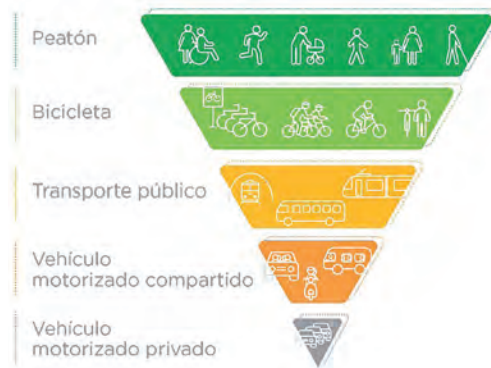 Peatón
Bicicleta
Transporte público
Vehículo
motorizado compartido
Vehículo
motorizado privado